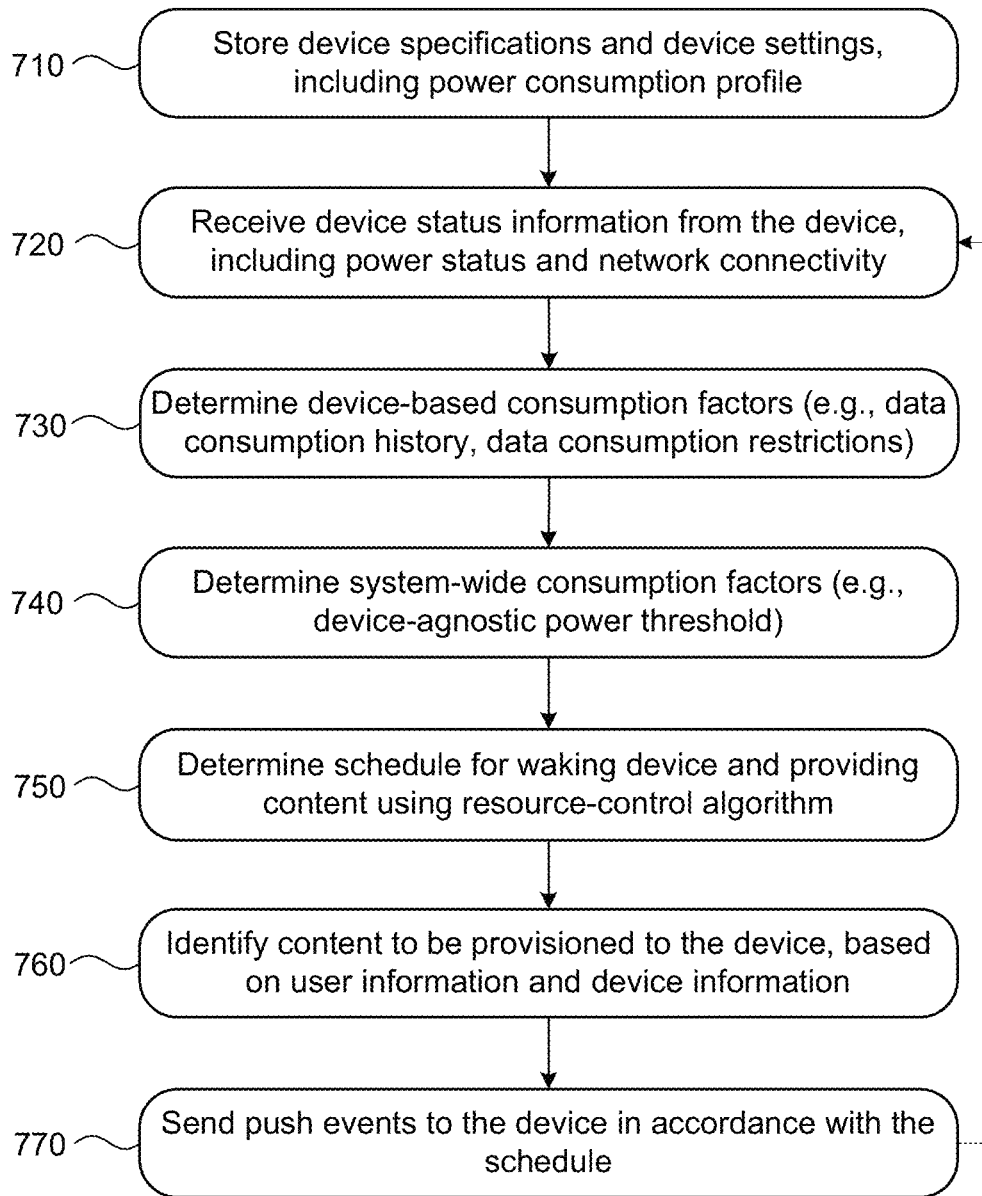 710
Store device specifications and device settings,
including power consumption profile
720
Receive device status information from the device,
including power status and network connectivity
730
Determine device-based consumption factors (e.g., data
consumption history, data consumption restrictions)
740
Determine system-wide consumption factors (e.g.,
device-agnostic power threshold)
750
Determine schedule for waking device and providing
content using resource-control algorithm
760
Identify content to be provisioned to the device, based
on user information and device information
770
Send push events to the device in accordance with the
schedule